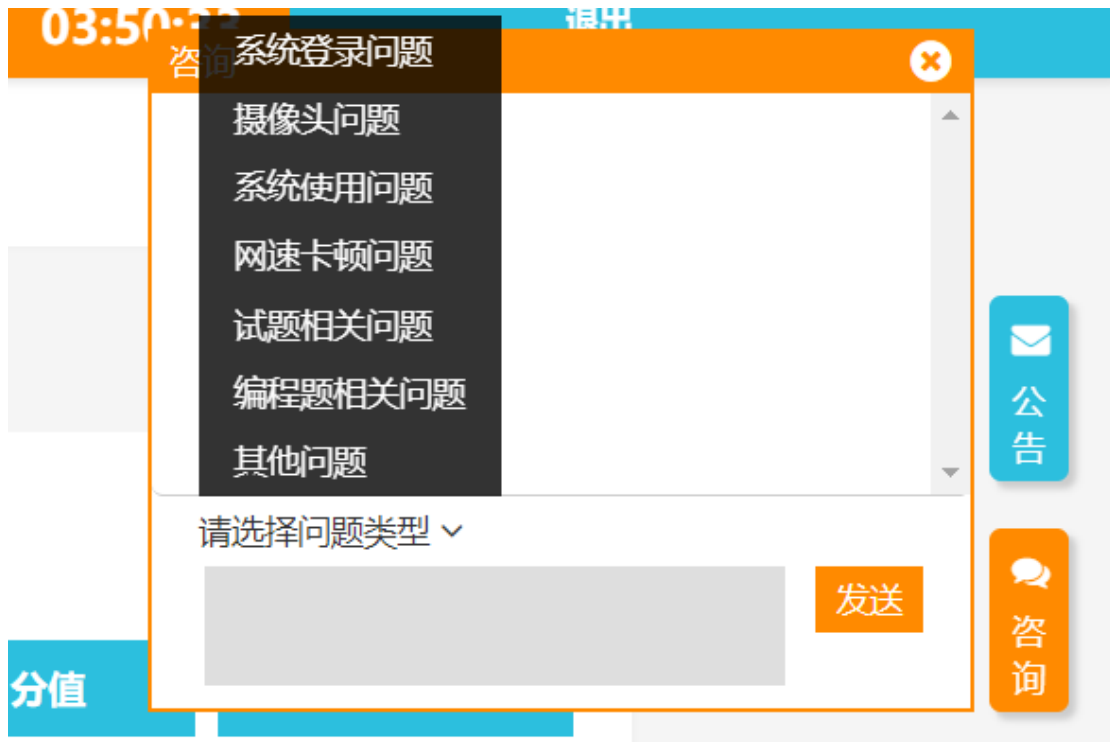 退出
咨询
系统登录问题
摄像头问题
系统使用问题
网速卡顿问题
试题相关问题
编程题相关问题
其他问题
请选择问题类型
发送
公告
咨询
分值